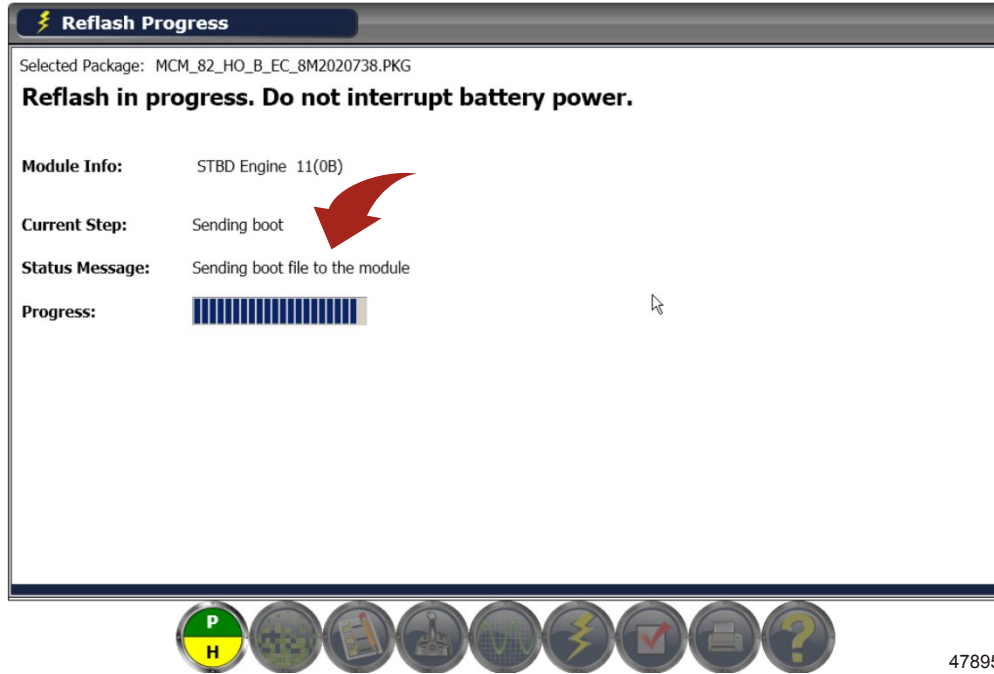 Reflash Progress
Selected Package: MCM_82_HO_B_EC_8M2020738.PKG
Reflash in progress. Do not interrupt battery power.
Module Info: STBD Engine 11(0B)
Current Step: Sending boot
Status Message: Sending boot file to the module
Progress:
P
H
?
47895